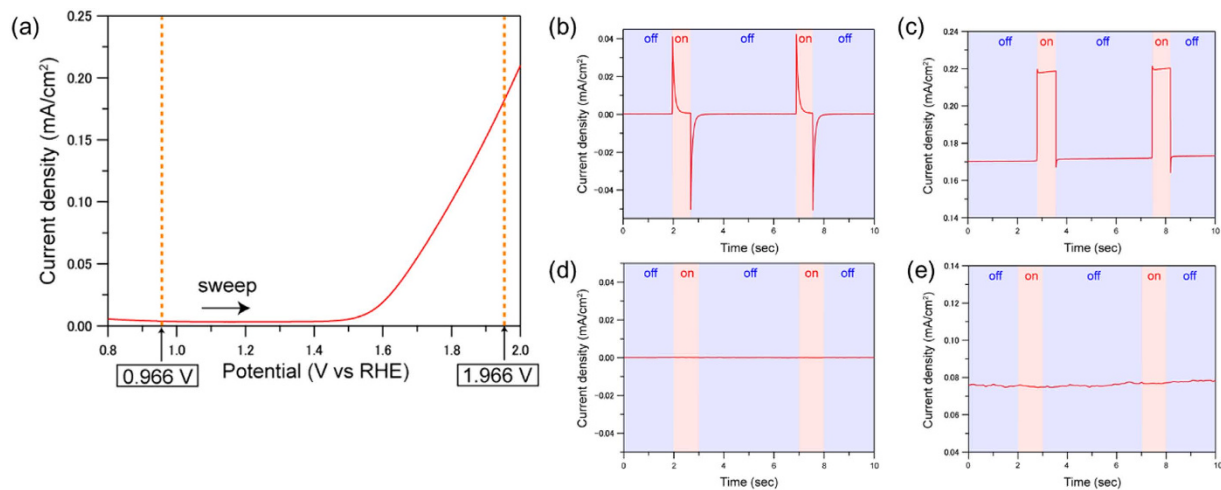 (a)
Current density (mA/cm²)
0.25
0.20
0.15
0.10
0.05
0.00
sweep
0.8
1.0
1.2
1.4
1.6
1.8
2.0
Potential (V vs RHE)
0.966 V
1.966 V
(b)
off on off on off
Current density (mA/cm²)
0.04
0.02
0.00
-0.02
-0.04
0 2 4 6 8 10
Time (sec)
(c)
off on off on off
Current density (mA/cm²)
0.24
0.22
0.20
0.18
0.16
0.14
0 2 4 6 8 10
Time (sec)
(d)
off on off on off
Current density (mA/cm²)
0.04
0.02
0.00
-0.02
-0.04
0 2 4 6 8 10
Time (sec)
(e)
off on off on off
Current density (mA/cm²)
0.14
0.12
0.10
0.08
0.06
0.04
0 2 4 6 8 10
Time (sec)